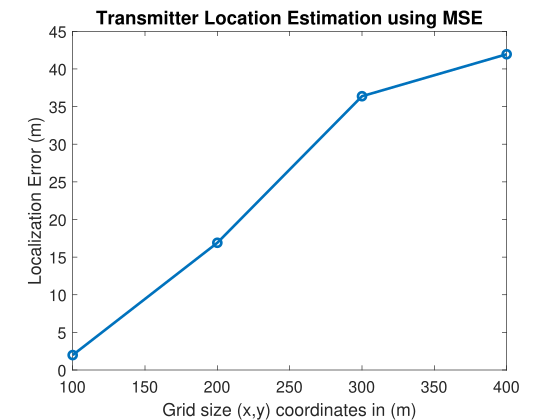 Transmitter Location Estimation using MSE
45
40
35
30
25
20
15
10
5
0
Localization Error (m)
100 150 200 250 300 350 400
Grid size (x,y) coordinates in (m)